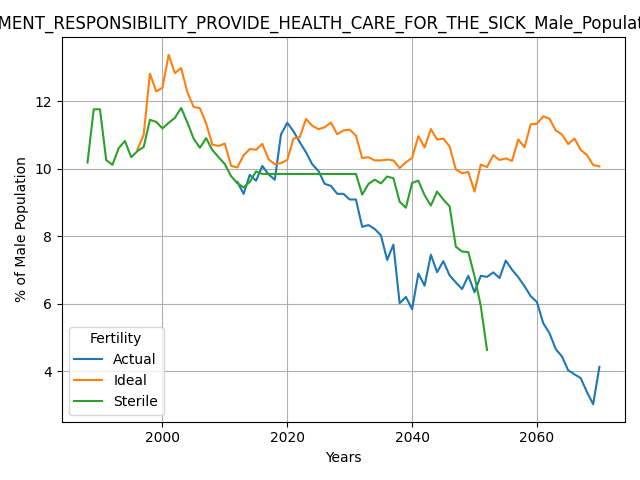 MENT_RESPONSIBILITY_PROVIDE_HEALTH_CARE_FOR_THE_SICK_Male_Populat
12
10
8
6
4
% of Male Population
Fertility
Actual
Ideal
Sterile
2000 2020 2040 2060
Years